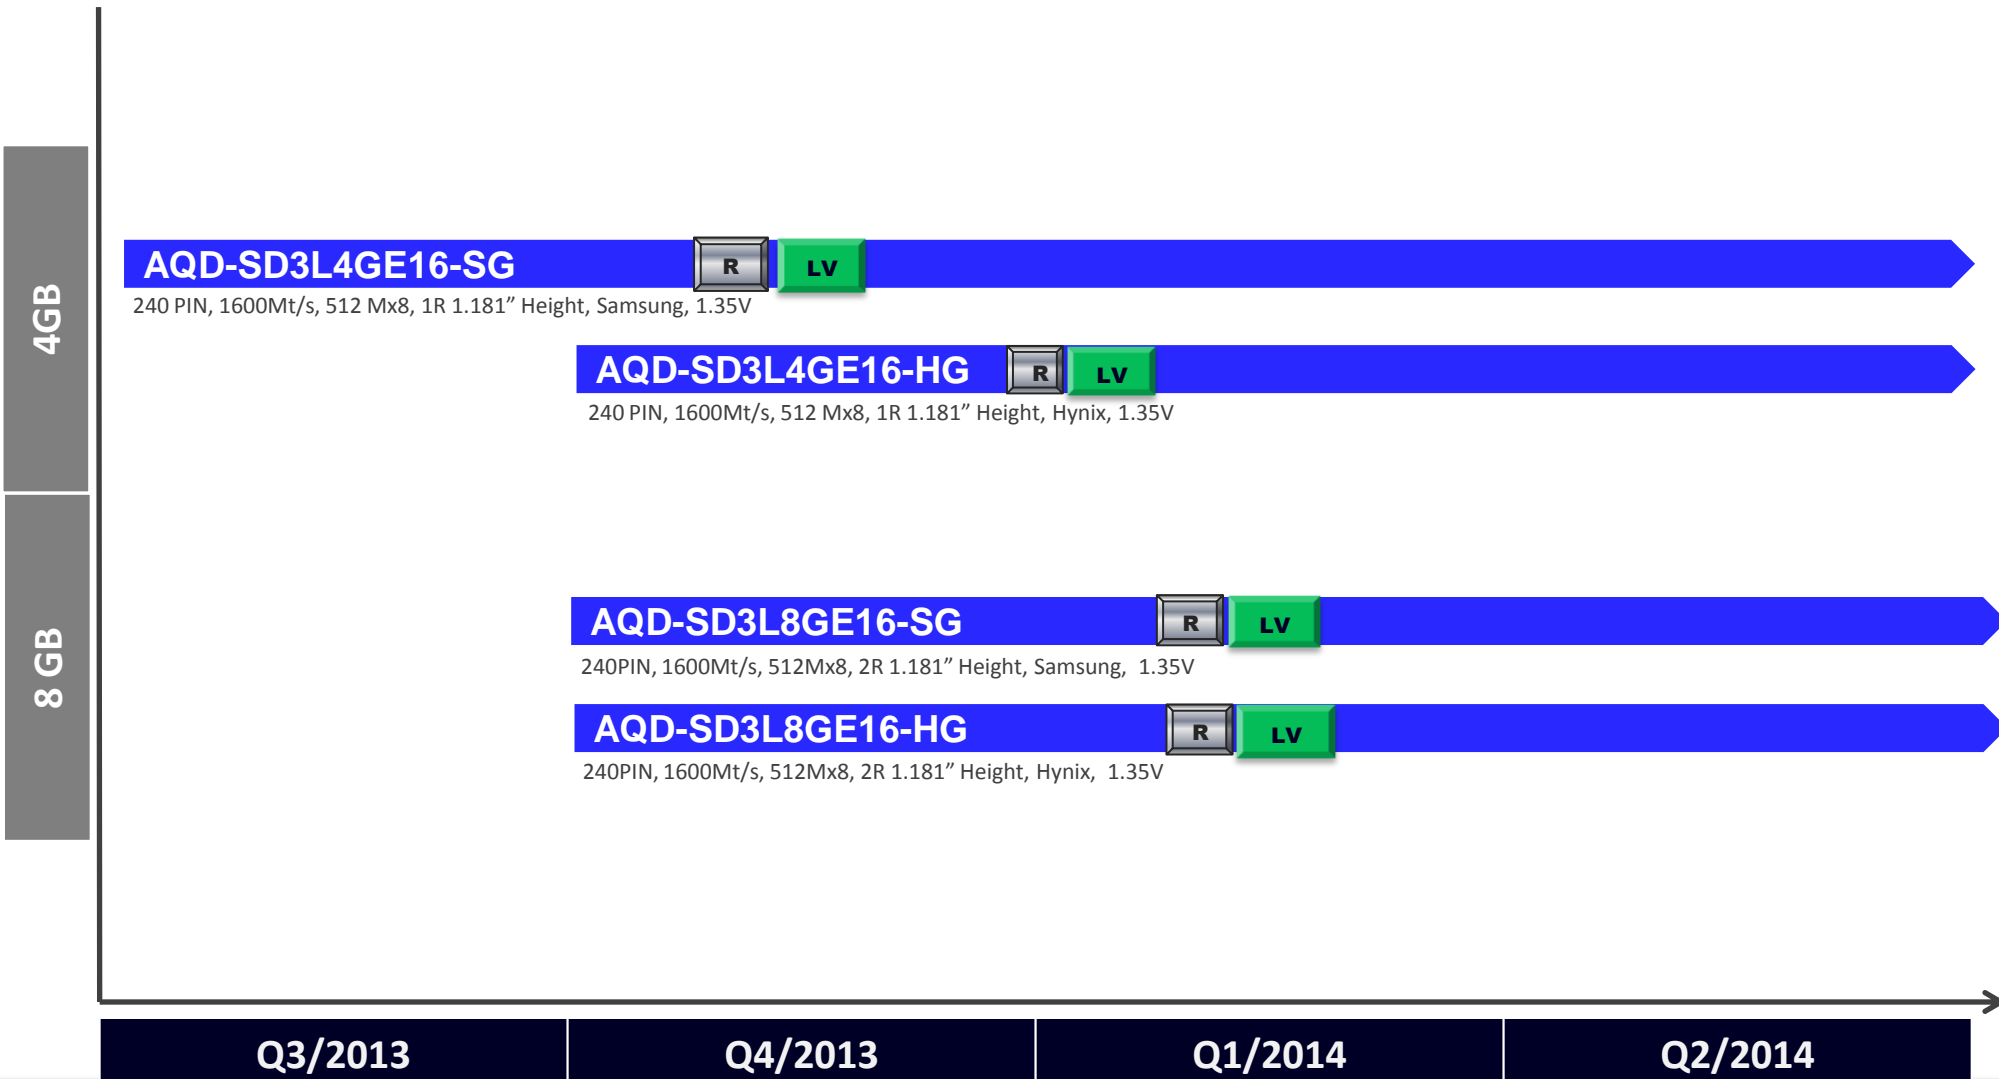 4GB
AQD-SD3L4GE16-SG R LV
240 PIN, 1600Mt/s, 512 Mx8, 1R 1.181” Height, Samsung, 1.35V
AQD-SD3L4GE16-HG R LV
240 PIN, 1600Mt/s, 512 Mx8, 1R 1.181” Height, Hynix, 1.35V
8 GB
AQD-SD3L8GE16-SG R LV
240PIN, 1600Mt/s, 512Mx8, 2R 1.181” Height, Samsung, 1.35V
AQD-SD3L8GE16-HG R LV
240PIN, 1600Mt/s, 512Mx8, 2R 1.181” Height, Hynix, 1.35V
Q3/2013 Q4/2013 Q1/2014 Q2/2014